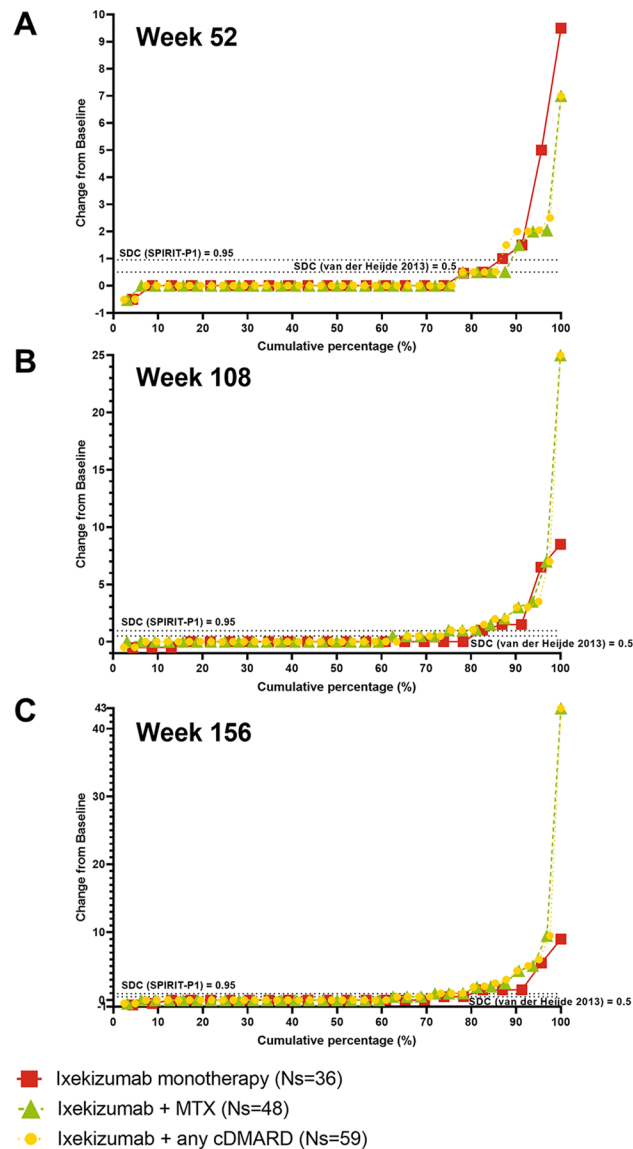 A
Week 52
10
9
8
7
6
5
4
3
2
1
0
-1
Change from Baseline
SDC (SPIRIT-P1) = 0.95
SDC (van der Heijde 2013) = 0.5
0 10 20 30 40 50 60 70 80 90 100
Cumulative percentage (%)
B
Week 108
25
20
15
10
5
0
Change from Baseline
SDC (SPIRIT-P1) = 0.95
SDC (van der Heijde 2013) = 0.5
0 10 20 30 40 50 60 70 80 90 100
Cumulative percentage (%)
C
Week 156
43
40
30
20
10
0
-1
Change from Baseline
SDC (SPIRIT-P1) = 0.95
SDC (van der Heijde 2013) = 0.5
0 10 20 30 40 50 60 70 80 90 100
Cumulative percentage (%)
Ixekizumab monotherapy (Ns=36)
Ixekizumab + MTX (Ns=48)
Ixekizumab + any cDMARD (Ns=59)